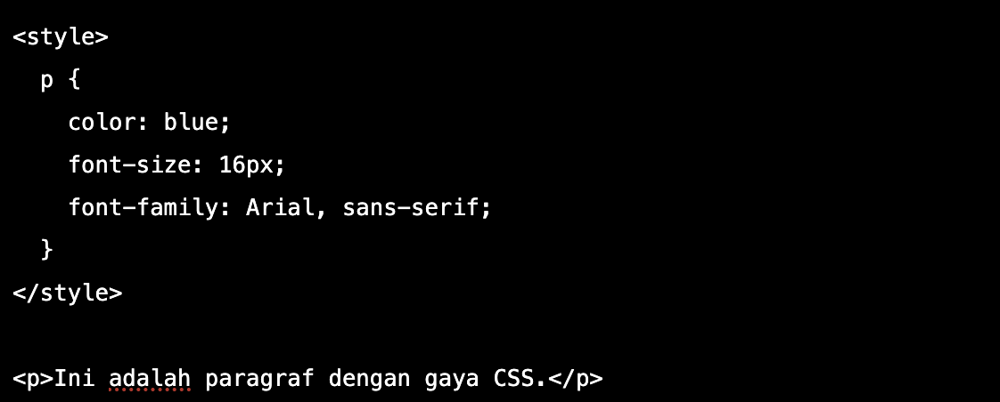 <style>
  p {
    color: blue;
    font-size: 16px;
    font-family: Arial, sans-serif;
  }
</style>

<p>Ini adalah paragraf dengan gaya CSS.</p>